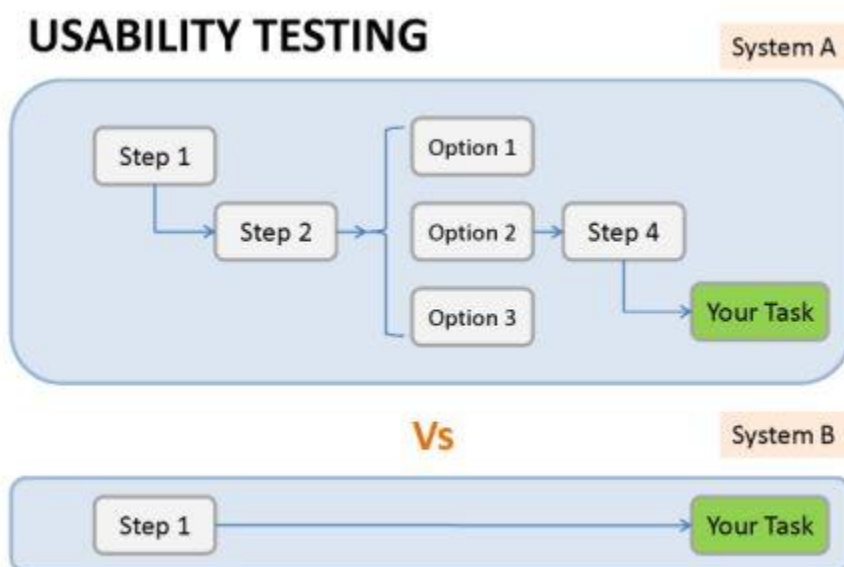 USABILITY TESTING
System A
Step 1
Option 1
Step 2
Option 2
Step 4
Option 3
Your Task
Vs
System B
Step 1
Your Task